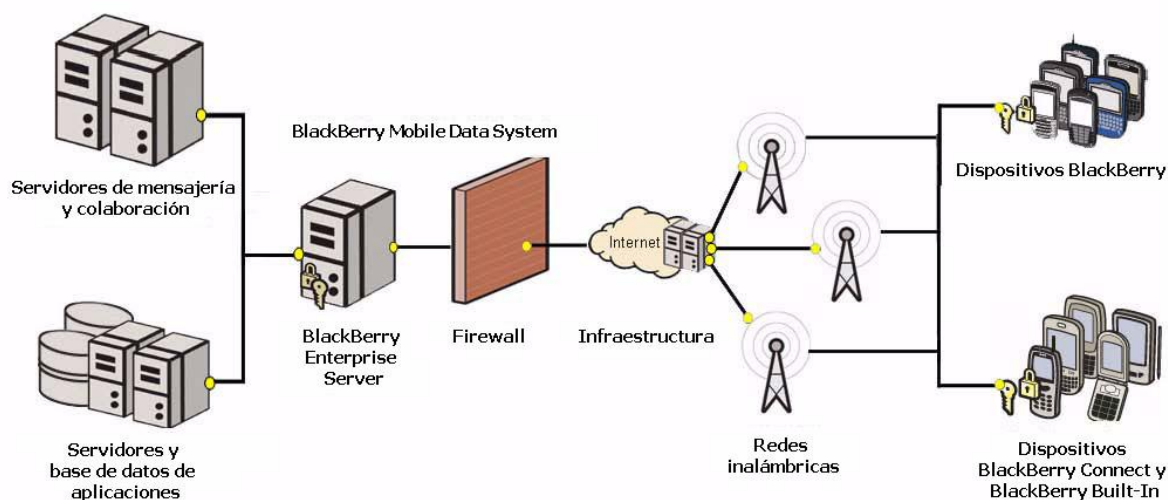 Servidores de mensajería
y colaboración
Servidores y
base de datos de
aplicaciones
BlackBerry Mobile Data System
BlackBerry
Enterprise
Server
Firewall
Internet
Infraestructura
Redes
inalámbricas
Dispositivos BlackBerry
Dispositivos
BlackBerry Connect y
BlackBerry Built-In